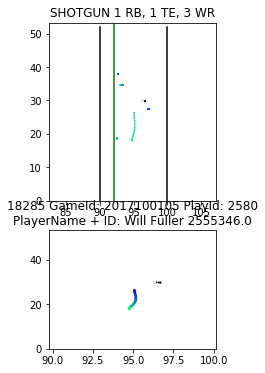 SHOTGUN 1 RB, 1 TE, 3 WR
50
40
30
20
10
0
85 90 95 100 105
18285 GameId: 2017100105 PlayId: 2580
PlayerName + ID: Will Fuller 2555346.0
40
20
0
90.0 92.5 95.0 97.5 100.0